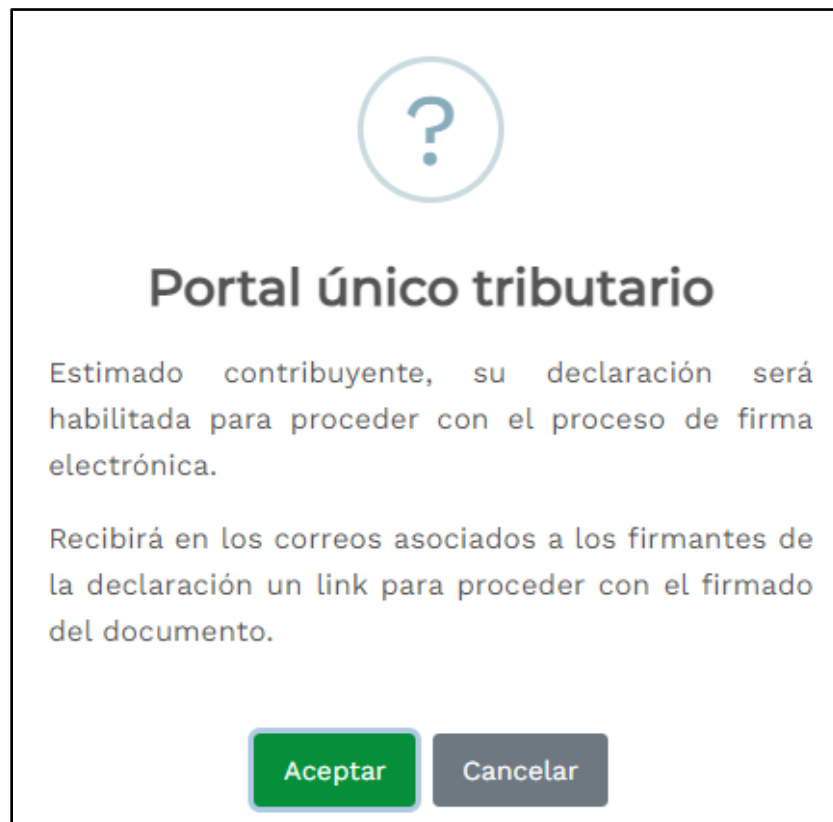 ?
Portal único tributario
Estimado contribuyente, su declaración será
habilitada para proceder con el proceso de firma
electrónica.
Recibirá en los correos asociados a los firmantes de
la declaración un link para proceder con el firmado
del documento.
Aceptar Cancelar